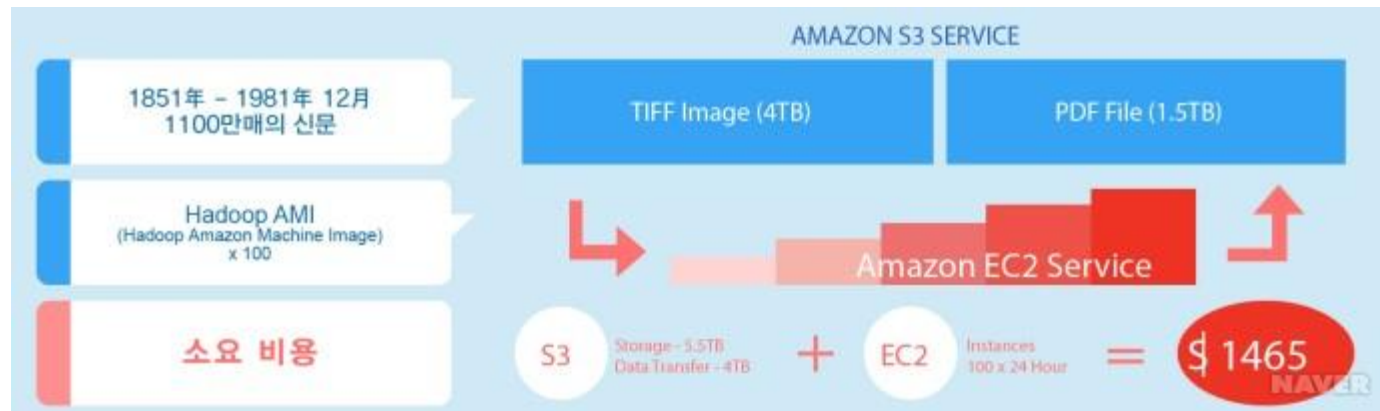 AMAZON S3 SERVICE
1851年 - 1981年 12月
1100만매의 신문
TIFF Image (4TB)
PDF File (1.5TB)
Hadoop AMI
(Hadoop Amazon Machine Image)
x 100
Amazon EC2 Service
소요 비용
S3
Storage - 5.5TB
Data Transfer - 4TB
+
EC2
Instances
100 x 24 Hour
=
$ 1465
NAVER